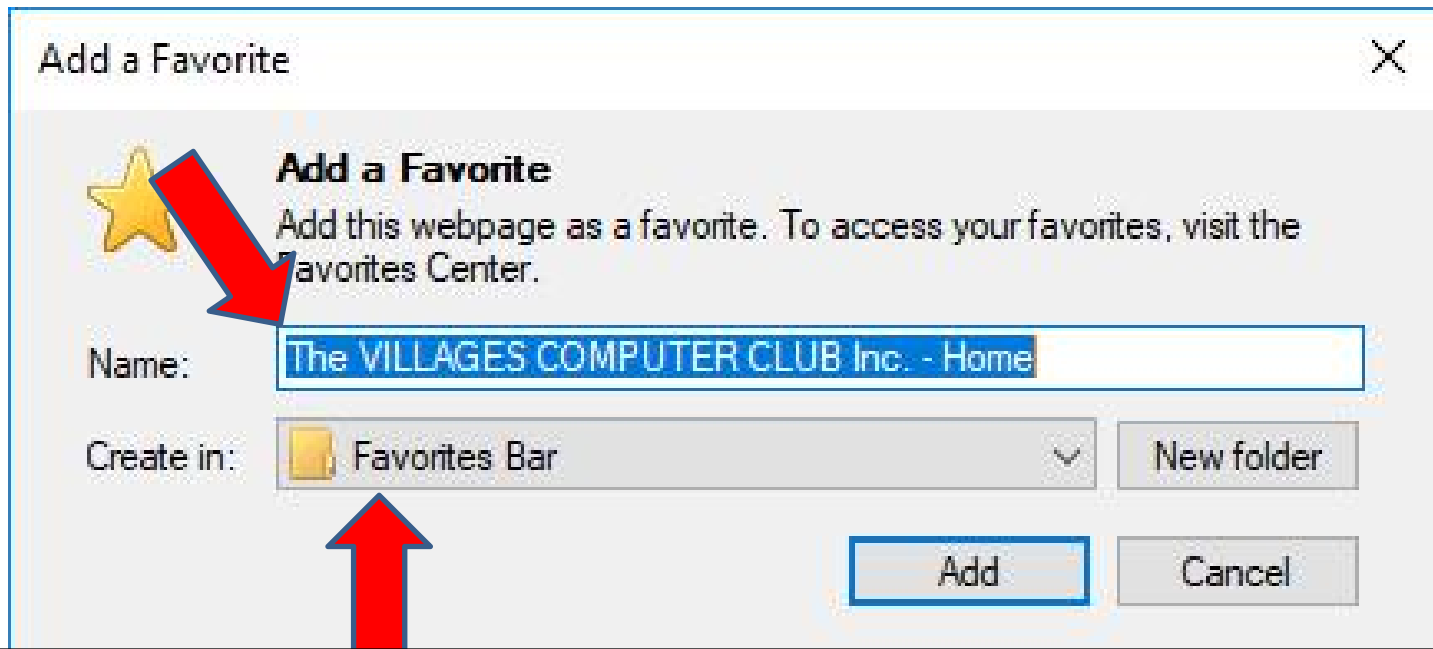 Add a Favorite
Add a Favorite
Add this webpage as a favorite. To access your favorites, visit the
Favorites Center.
Name: The VILLAGES COMPUTER CLUB Inc. - Home
Create in: Favorites Bar New folder
Add Cancel